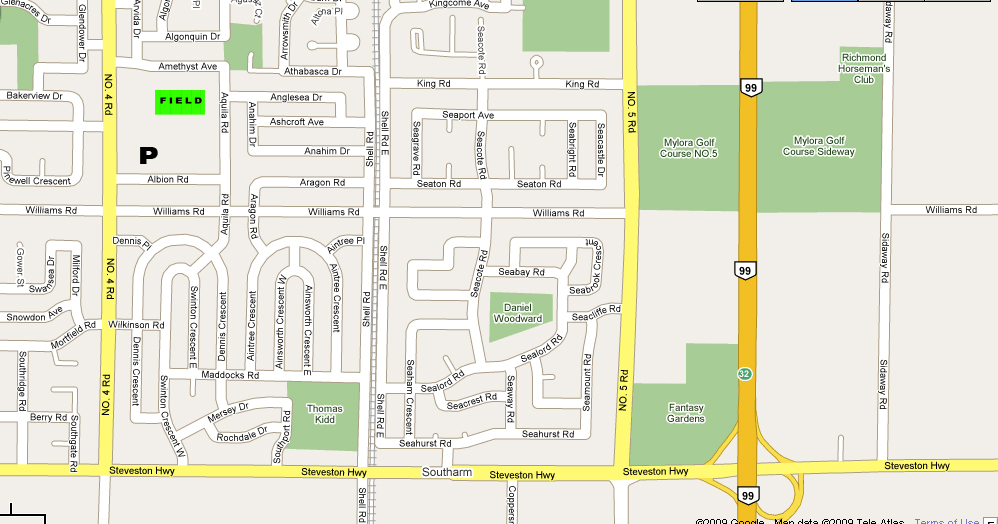 Glenacres Dr
Glendower Dr
Arvida Dr
Pl
Algonquin Dr
Arrowsmith Dr
Altona Pl
Kingcome Ave
Seacote Rd
Sidaway Rd
Amethyst Ave
Athabasca Dr
King Rd
King Rd
Richmond
Horseman's
Club
99
NO. 4 Rd
Bakerview Dr
FIELD
Aquila Rd
Anglesea Dr
Anahim Dr
Ashcroft Ave
Anahim Dr
Shell Rd
Shell Rd E
Seaport Ave
Seagrave Rd
Seacote Rd
Seabright Rd
Seacastle Dr
NO. 5 Rd
Mylora Golf
Course NO.5
Mylora Golf
Course Sideway
P
Pinewell Crescent
Albion Rd
Aragon Rd
Seaton Rd
Seaton Rd
Williams Rd
Williams Rd
Aquila Rd
Aragon Rd
Williams Rd
Williams Rd
Williams Rd
Dennis Pl
Aintree Pl
Gower St
Swansea Dr
Milford Dr
NO. 4 Rd
Swinton Crescent
Dennis Crescent
Aintree Crescent
Ainsworth Crescent W
Ainsworth Crescent E
Aintree Crescent
Shell Rd
Shell Rd E
Seacote Rd
Seabay Rd
Seabrook Crescent
Daniel
Woodward
Seacliffe Rd
99
Sidaway Rd
Snowdon Ave
Mortfield Rd
Wilkinson Rd
Dennis Crescent
Sealord Rd
Southridge Rd
Maddocks Rd
Swinton Crescent W
Mersey Dr
Rochdale Dr
Southport Rd
Thomas
Kidd
Shell Rd E
Seaham Crescent
Sealord Rd
Seacrest Rd
Seaway Rd
Seamount Rd
NO. 5 Rd
32
Fantasy
Gardens
Sidaway Rd
NO. 4 Rd
Berry Rd
Southgate Rd
Seahurst Rd
Seahurst Rd
Steveston Hwy
Steveston Hwy
Southarm
Steveston Hwy
Steveston Hwy
Steveston Hwy
Shell Rd
Coppers
99
©2009 Google - Map data ©2009 Tele Atlas - Terms of Use